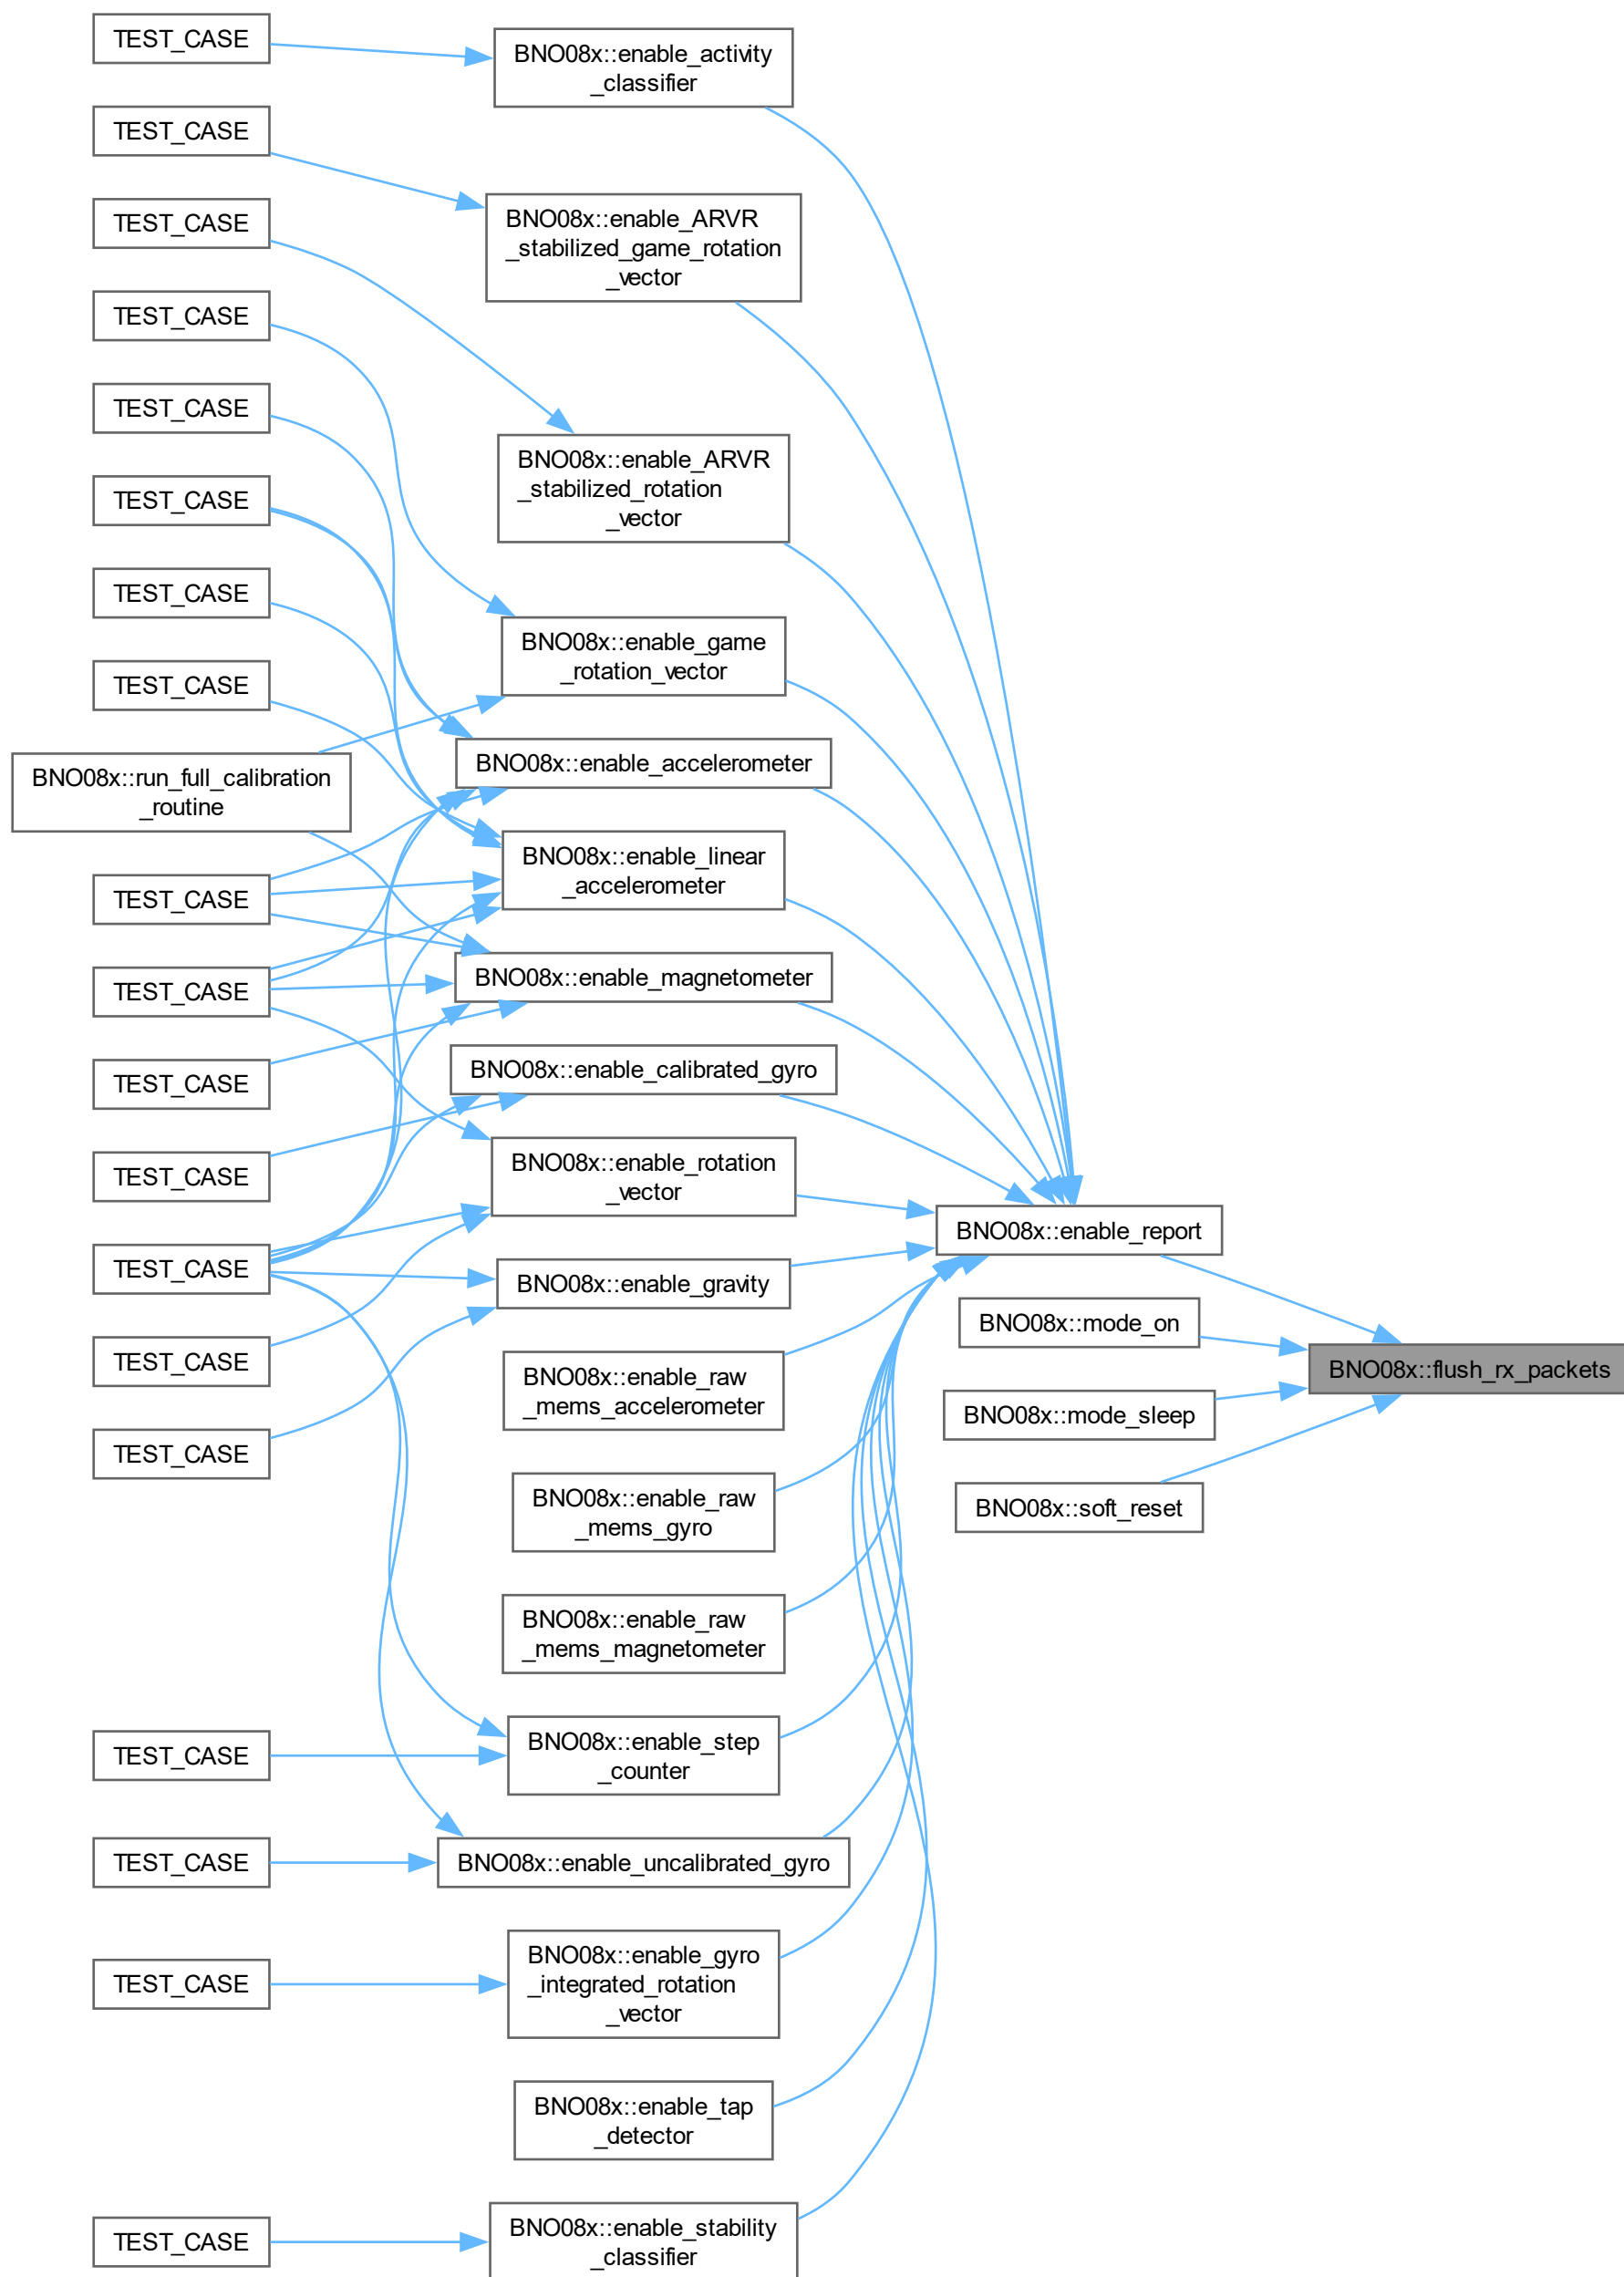 TEST_CASE
TEST_CASE
TEST_CASE
TEST_CASE
TEST_CASE
TEST_CASE
TEST_CASE
TEST_CASE
BNO08x::run_full_calibration
_routine
TEST_CASE
TEST_CASE
TEST_CASE
TEST_CASE
TEST_CASE
TEST_CASE
TEST_CASE
TEST_CASE
TEST_CASE
TEST_CASE
TEST_CASE
BNO08x::enable_activity
_classifier
BNO08x::enable_ARVR
_stabilized_game_rotation
_vector
BNO08x::enable_ARVR
_stabilized_rotation
_vector
BNO08x::enable_game
_rotation_vector
BNO08x::enable_accelerometer
BNO08x::enable_linear
_accelerometer
BNO08x::enable_magnetometer
BNO08x::enable_calibrated_gyro
BNO08x::enable_rotation
_vector
BNO08x::enable_gravity
BNO08x::enable_raw
_mems_accelerometer
BNO08x::enable_raw
_mems_gyro
BNO08x::enable_raw
_mems_magnetometer
BNO08x::enable_step
_counter
BNO08x::enable_uncalibrated_gyro
BNO08x::enable_gyro
_integrated_rotation
_vector
BNO08x::enable_tap
_detector
BNO08x::enable_stability
_classifier
BNO08x::enable_report
BNO08x::mode_on
BNO08x::mode_sleep
BNO08x::soft_reset
BNO08x::flush_rx_packets